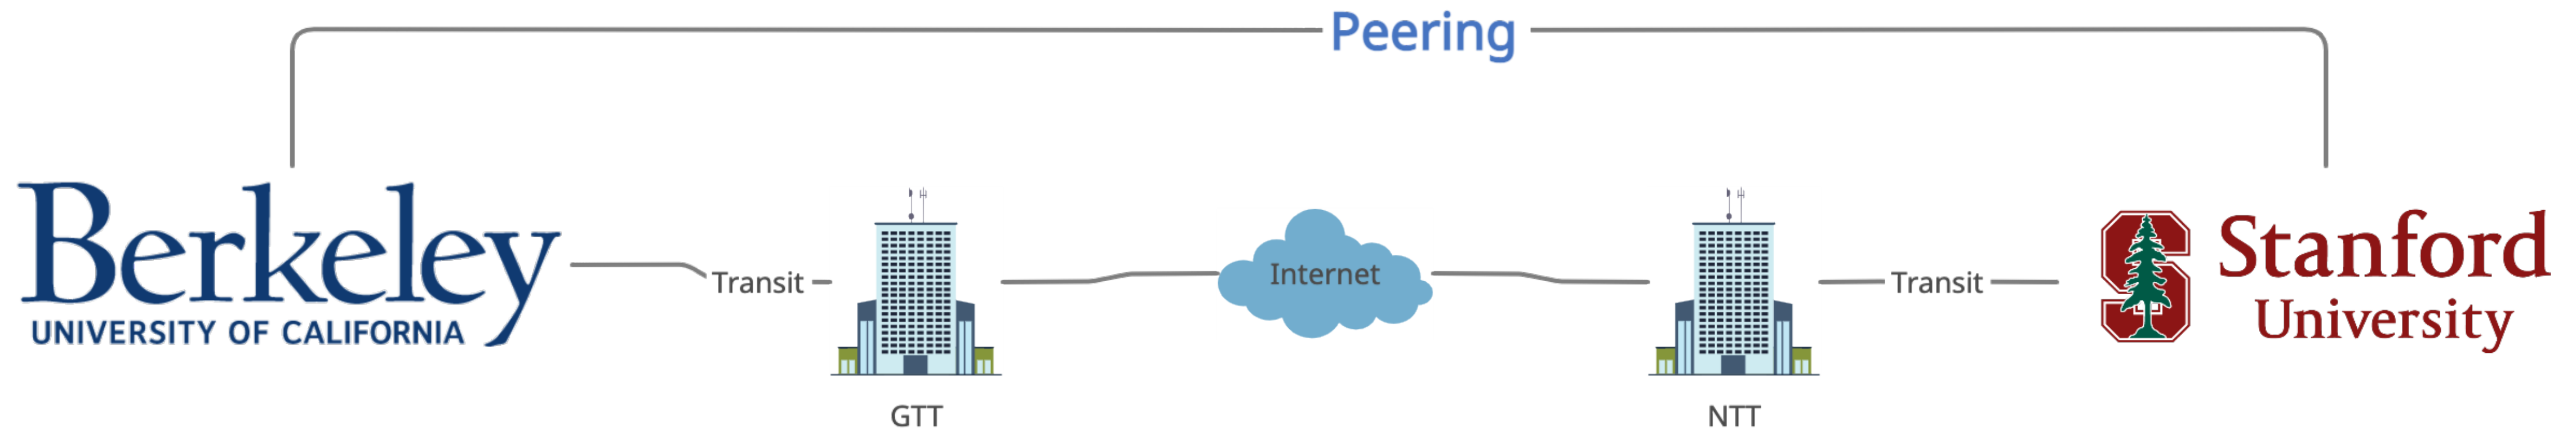 Peering
Berkeley
UNIVERSITY OF CALIFORNIA
Transit
GTT
Internet
NTT
Transit
S
Stanford
University